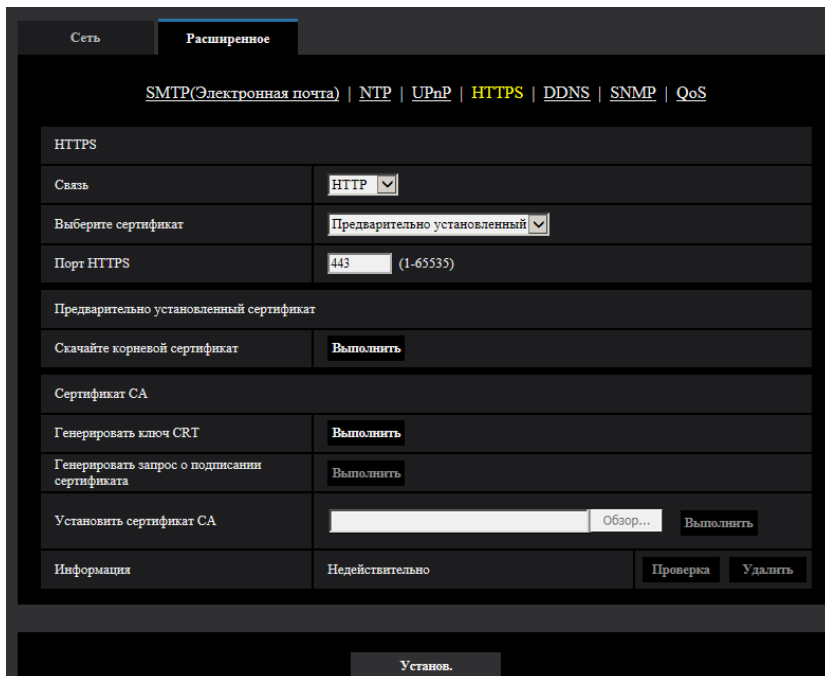 Сеть Расширенное
SMTP(Электронная почта) | NTP | UPnP | HTTPS | DDNS | SNMP | QoS
HTTPS
Связь HTTP
Выберите сертификат Предварительно установленный
Порт HTTPS 443 (1-65535)
Предварительно установленный сертификат
Скачайте корневой сертификат Выполнить
Сертификат CA
Генерировать ключ CRT Выполнить
Генерировать запрос о подписании
сертификата Выполнить
Установить сертификат CA Обзор... Выполнить
Информация Недействительно Проверка Удалить
Установ.